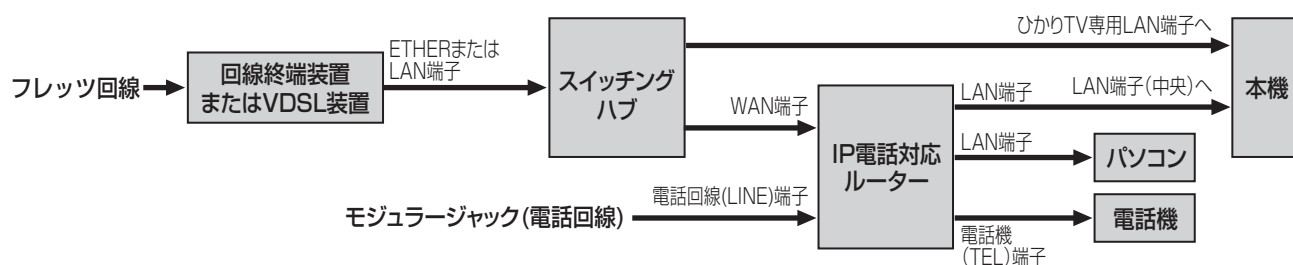 フレッツ回線
回線終端装置
またはVDSL装置
ETHERまたは
LAN端子
スイッチング
ハブ
ひかりTV専用LAN端子へ
WAN端子
LAN端子
LAN端子(中央)へ
本機
IP電話対応
ルーター
LAN端子
パソコン
モジュラージャック(電話回線)
電話回線(LINE)端子
電話機
(TEL)端子
電話機